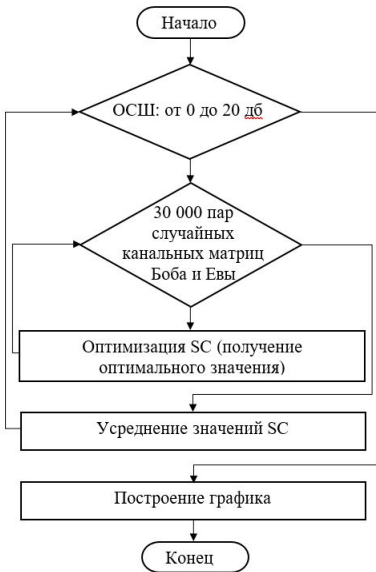 Начало
ОСШ: от 0 до 20 дб
30 000 пар
случайных
канальных матриц
Боба и Евы
Оптимизация SC (получение
оптимального значения)
Усреднение значений SC
Построение графика
Конец